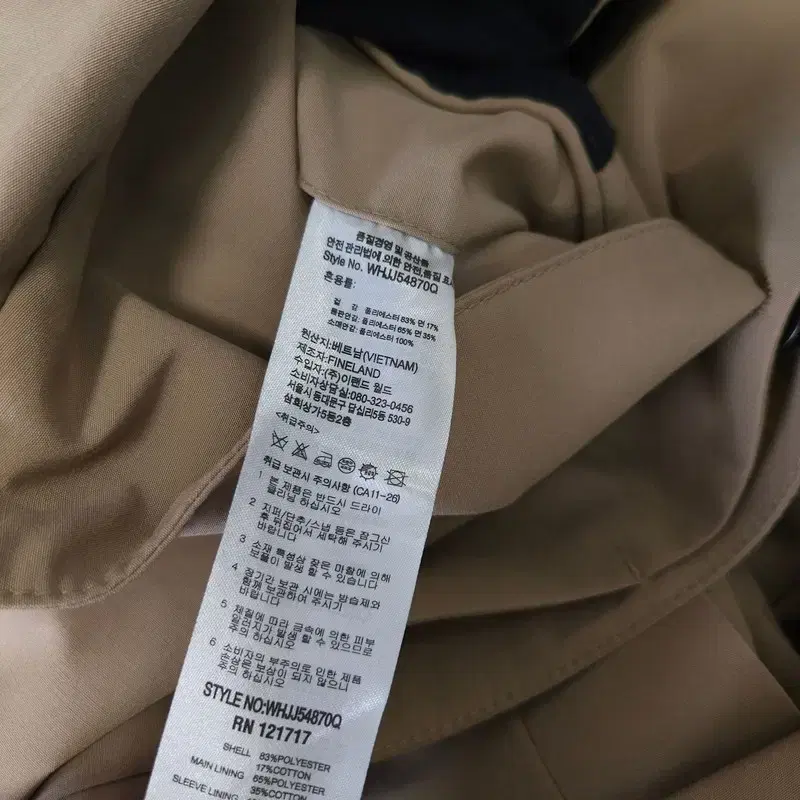 품질경영 및 공산품
안전 관리법에 의한 안전,품질 표시
Style No. WHJJ54870Q
혼용률:
겉 감 폴리에스터 83% 면 17%
몸판안감: 폴리에스터 65% 면 35%
소매안감: 폴리에스터 100%
원산지:베트남(VIETNAM)
제조자:FINELAND
수입자:(주)이랜드 월드
소비자상담실:080-323-0456
서울시 동대문구 답십리5동 530-9
삼희상가5동2층
<취급주의>
취급 보관시 주의사항 (CA11-26)
1 본 제품은 반드시 드라이
클리닝 하십시오
2 지퍼/단추/스냅 등은 잠그신
후 뒤집어서 세탁해 주시기
바랍니다
3 소재 특성상 잦은 마찰에 의해
보풀이 발생 할 수 있습니다
4 장기간 보관 시에는 방습제와
함께 보관하여 주시기
바랍니다
5 체질에 따라 금속에 의한 피부
알러지가 발생 할 수 있으므로
주의 하십시오
6 소비자의 부주의로 인한 제품
손상은 보상이 되지 않으니
주의 하십시오
STYLE NO:WHJJ54870Q
RN 121717
SHELL 83%POLYESTER
17%COTTON
MAIN LINING 65%POLYESTER
35%COTTON
SLEEVE LINING